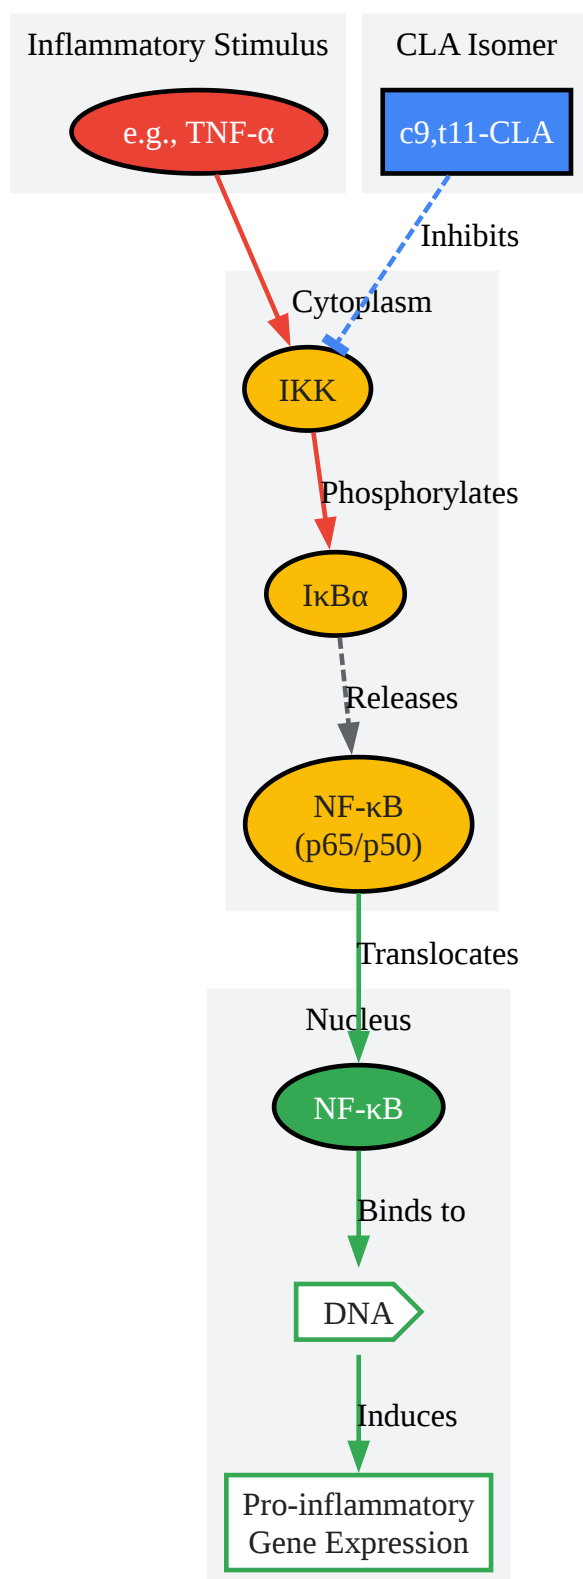 Inflammatory Stimulus
CLA Isomer
e.g., TNF-α
c9,t11-CLA
Inhibits
Cytoplasm
IKK
Phosphorylates
IκBα
Releases
NF-κB
(p65/p50)
Translocates
Nucleus
NF-κB
Binds to
DNA
Induces
Pro-inflammatory
Gene Expression